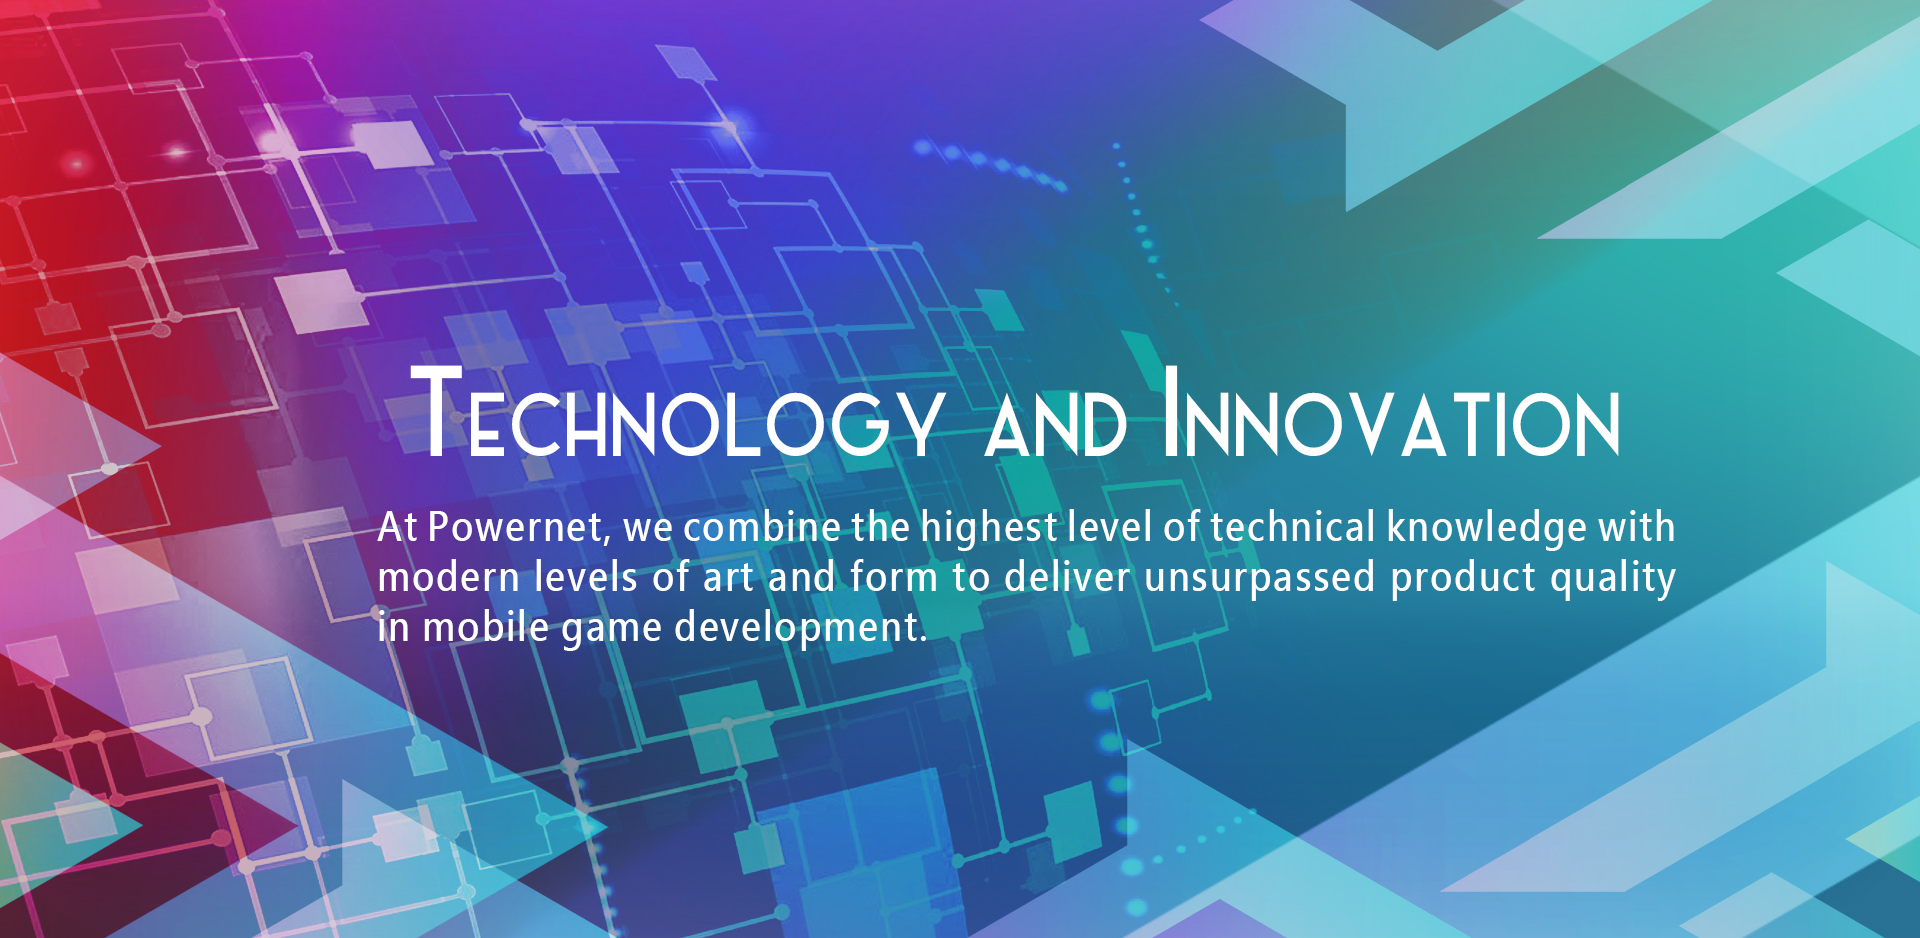 Technology and Innovation
At Powernet, we combine the highest level of technical knowledge with
modern levels of art and form to deliver unsurpassed product quality
in mobile game development.